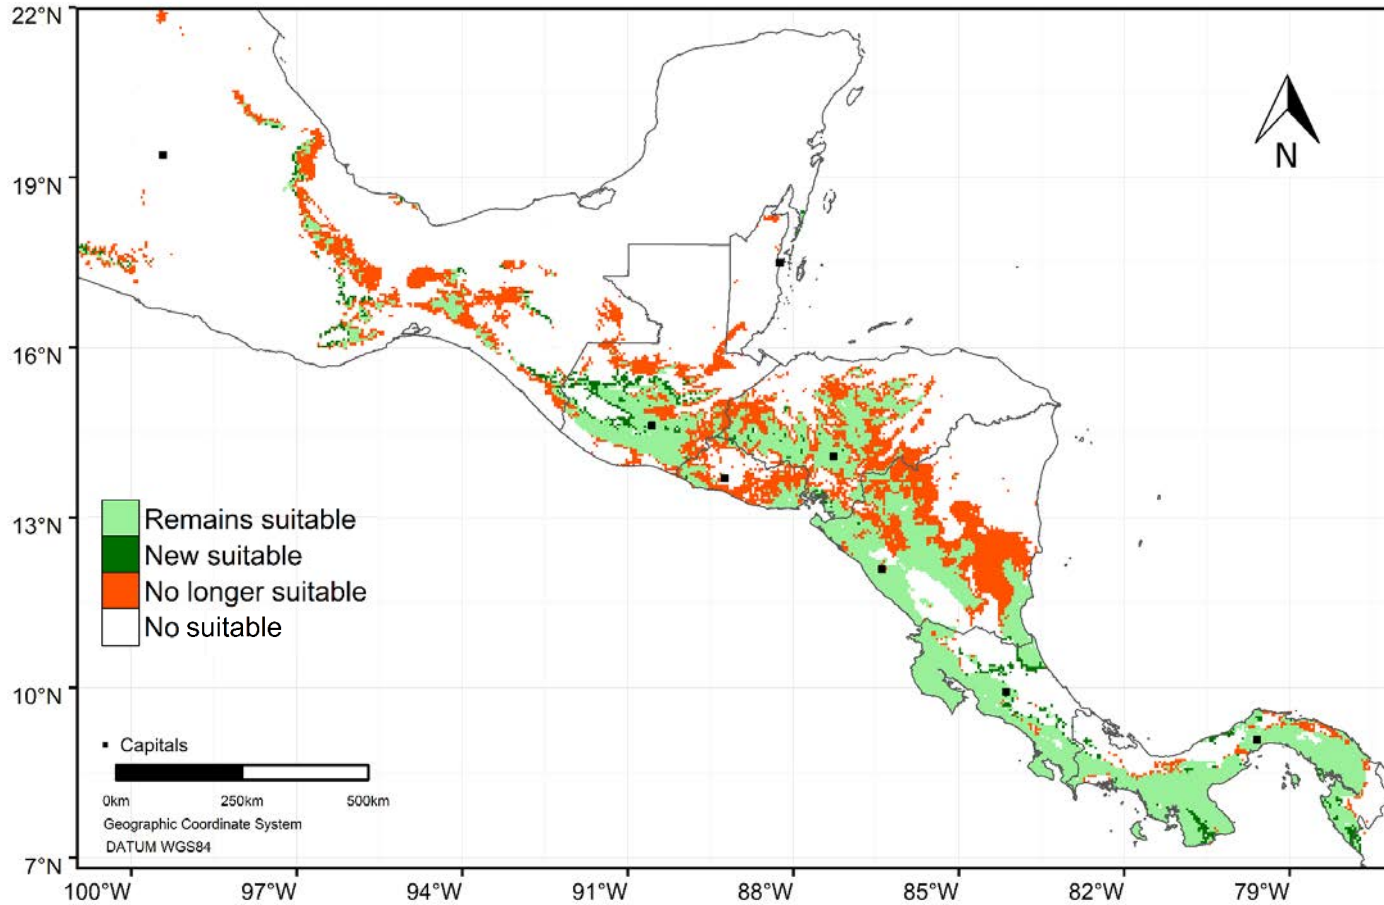 22°N
19°N
16°N
13°N
10°N
7°N
N
Remains suitable
New suitable
No longer suitable
No suitable
Capitals
0km 250km 500km
Geographic Coordinate System
DATUM WGS84
100°W 97°W 94°W 91°W 88°W 85°W 82°W 79°W